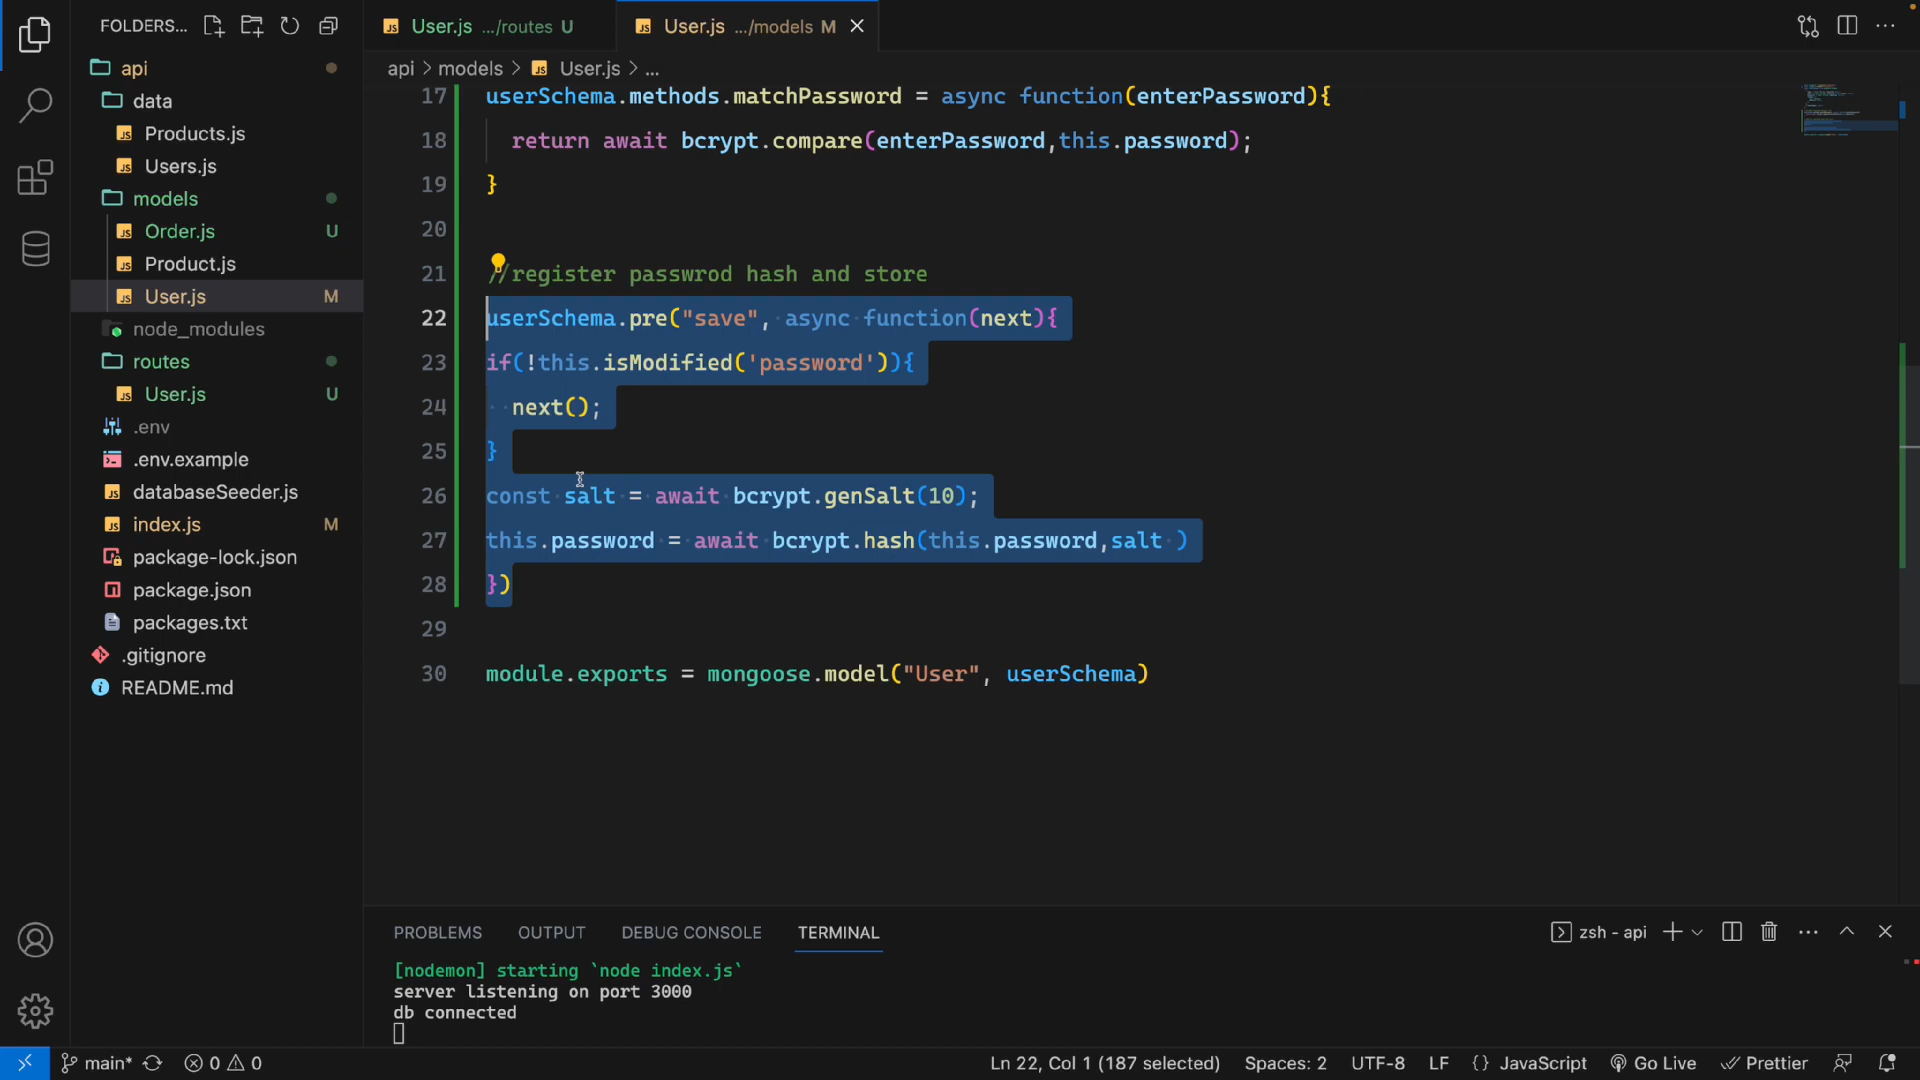 FOLDERS...
api
data
Products.js
Users.js
models
Order.js U
Product.js
User.js M
node_modules
routes
User.js U
.env
.env.example
databaseSeeder.js
index.js M
package-lock.json
package.json
packages.txt
.gitignore
README.md
User.js .../routes U
User.js .../models M
api > models > JS User.js > ...
17 userSchema.methods.matchPassword = async function(enterPassword){
18 return await bcrypt.compare(enterPassword,this.password);
19 }
20
21 //register passwrod hash and store
22 userSchema.pre("save", async function(next){
23 if(!this.isModified('password')){
24 next();
25 }
26 const salt = await bcrypt.genSalt(10);
27 this.password = await bcrypt.hash(this.password,salt )
28 })
29
30 module.exports = mongoose.model("User", userSchema)
PROBLEMS OUTPUT DEBUG CONSOLE TERMINAL
zsh - api
[nodemon] starting `node index.js`
server listening on port 3000
db connected
main* 0 0
Ln 22, Col 1 (187 selected) Spaces: 2 UTF-8 LF {} JavaScript Go Live Prettier